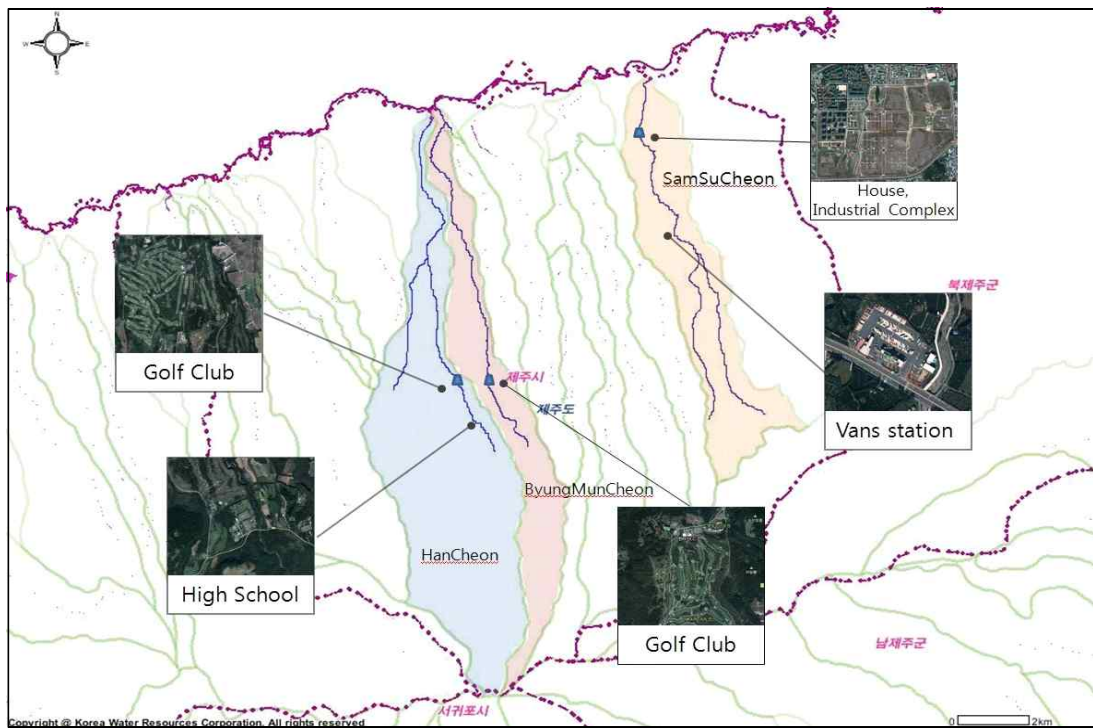 N
W
E
S
SamSuCheon
House,
Industrial Complex
북제주군
Golf Club
제주시
제주도
Vans station
ByungMunCheon
HanCheon
High School
Golf Club
남제주군
서귀포시
Copyright @ Korea Water Resources Corporation. All rights reserved
0
2km